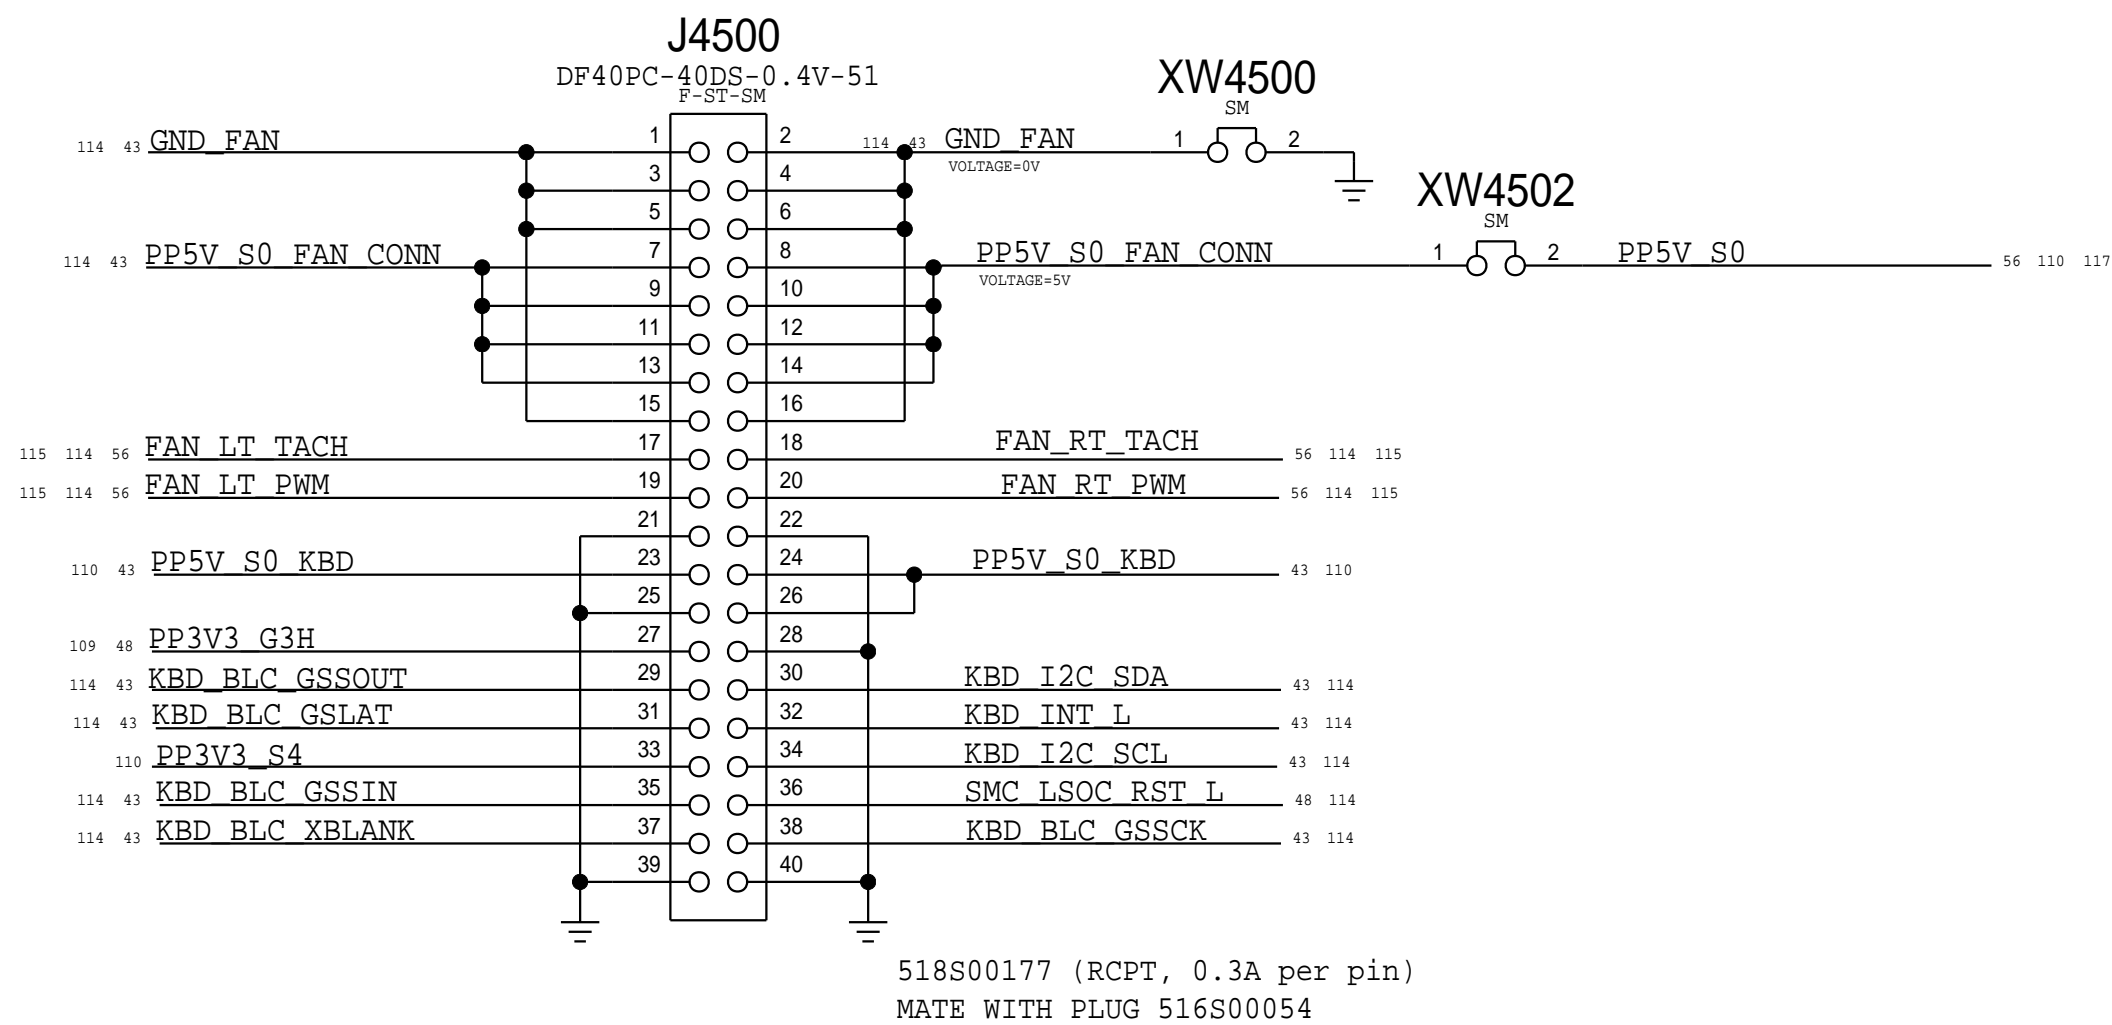 J4500
DF40PC-40DS-0.4V-51
F-ST-SM
XW4500
SM
114 43 GND_FAN 1 2 114 43 GND_FAN 1 2
VOLTAGE=0V
3 4
XW4502
SM
5 6
114 43 PP5V_S0_FAN_CONN 7 8 PP5V_S0_FAN_CONN 1 2 PP5V_S0 56 110 117
VOLTAGE=5V
9 10
11 12
13 14
15 16
115 114 56 FAN_LT_TACH 17 18 FAN_RT_TACH 56 114 115
115 114 56 FAN_LT_PWM 19 20 FAN_RT_PWM 56 114 115
21 22
110 43 PP5V_S0_KBD 23 24 PP5V_S0_KBD 43 110
25 26
109 48 PP3V3_G3H 27 28
114 43 KBD_BLC_GSSOUT 29 30 KBD_I2C_SDA 43 114
114 43 KBD_BLC_GSLAT 31 32 KBD_INT_L 43 114
110 PP3V3_S4 33 34 KBD_I2C_SCL 43 114
114 43 KBD_BLC_GSSIN 35 36 SMC_LSOC_RST_L 48 114
114 43 KBD_BLC_XBLANK 37 38 KBD_BLC_GSSCK 43 114
39 40
518S00177 (RCPT, 0.3A per pin)
MATE WITH PLUG 516S00054